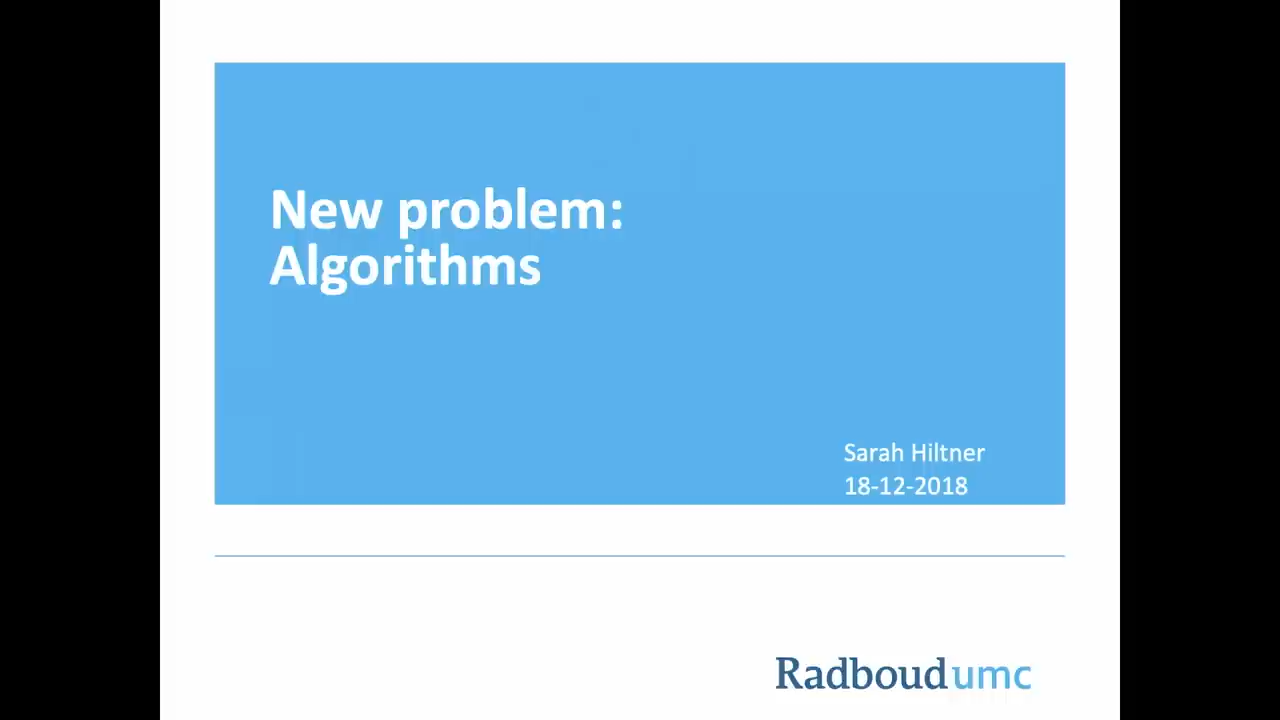 New problem:
Algorithms
Sarah Hiltner
18-12-2018
Radboudumc